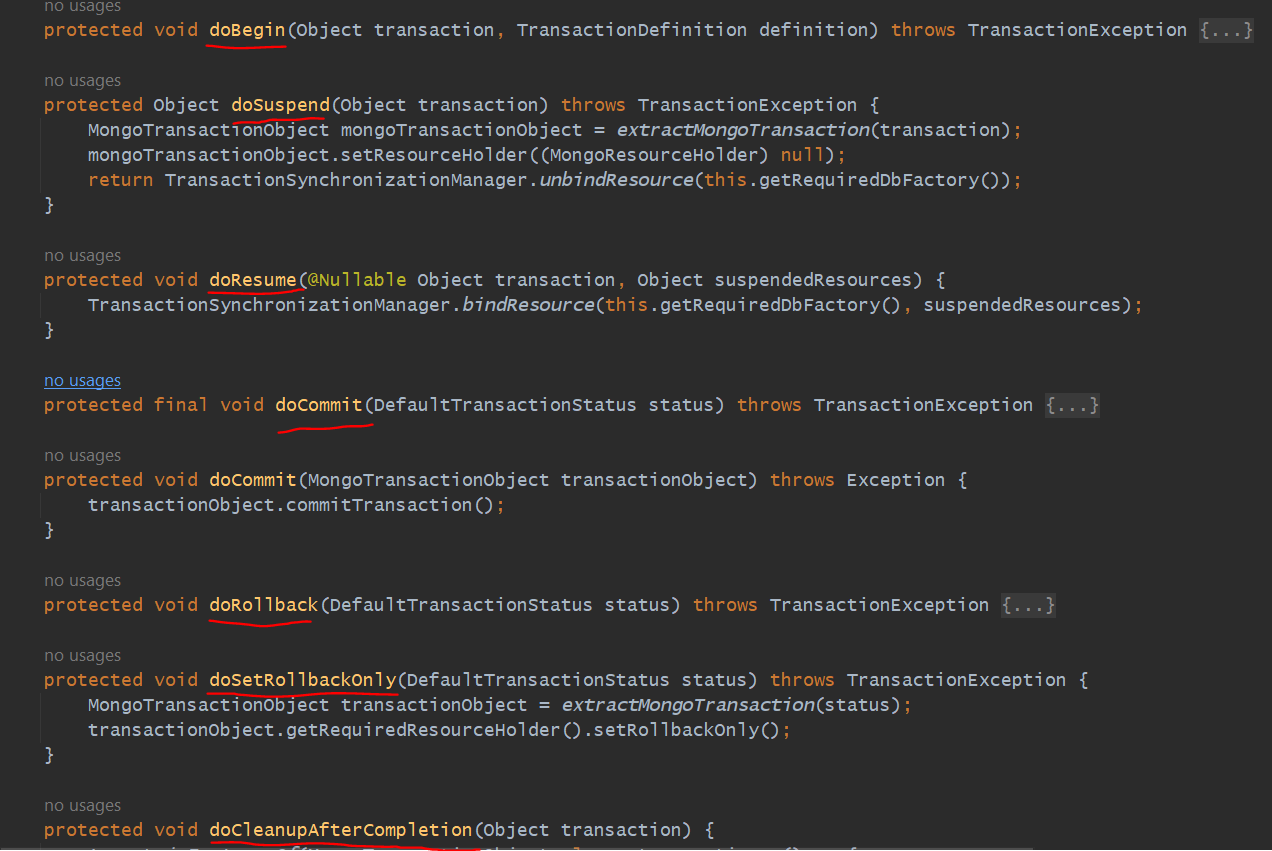 no usages
protected void doBegin(Object transaction, TransactionDefinition definition) throws TransactionException {...}
no usages
protected Object doSuspend(Object transaction) throws TransactionException {
MongoTransactionObject mongoTransactionObject = extractMongoTransaction(transaction);
mongoTransactionObject.setResourceHolder((MongoResourceHolder) null);
return TransactionSynchronizationManager.unbindResource(this.getRequiredDbFactory());
}
no usages
protected void doResume(@Nullable Object transaction, Object suspendedResources) {
TransactionSynchronizationManager.bindResource(this.getRequiredDbFactory(), suspendedResources);
}
no usages
protected final void doCommit(DefaultTransactionStatus status) throws TransactionException {...}
no usages
protected void doCommit(MongoTransactionObject transactionObject) throws Exception {
transactionObject.commitTransaction();
}
no usages
protected void doRollback(DefaultTransactionStatus status) throws TransactionException {...}
no usages
protected void doSetRollbackOnly(DefaultTransactionStatus status) throws TransactionException {
MongoTransactionObject transactionObject = extractMongoTransaction(status);
transactionObject.getRequiredResourceHolder().setRollbackOnly();
}
no usages
protected void doCleanupAfterCompletion(Object transaction) {